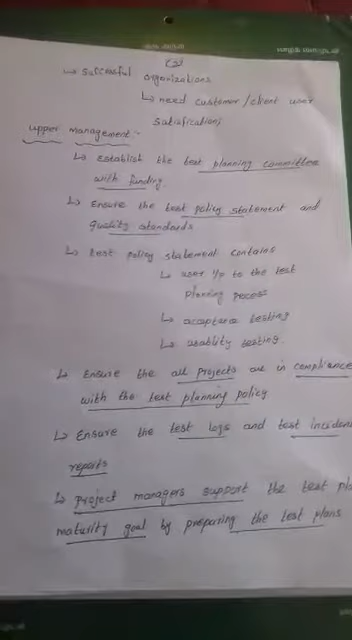 ↳ successful organizations
↳ need customer/client user
satisfifactions
upper management:-
↳ Establish the test planning committee
with funding.
↳ Ensure the test policy statement and
quality standards
↳ test policy statement contains
↳ user i/p to the test
planning process
↳ acceptance testing
↳ usability testing.
↳ Ensure the all projects are in compliance
with the test planning policy
↳ Ensure the test logs and test incident
reports
↳ project managers support the test pla
maturity goal by preparing the test plans